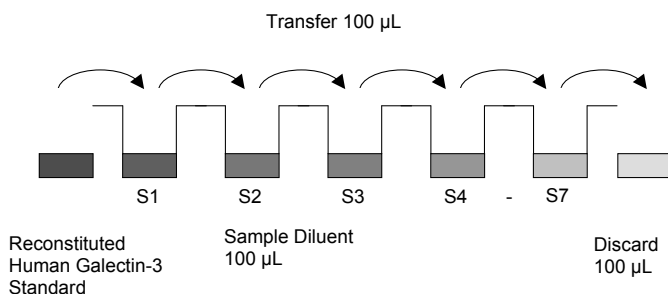 Transfer 100 µL
S1 S2 S3 S4 - S7
Reconstituted
Human Galectin-3
Standard
Sample Diluent
100 µL
Discard
100 µL